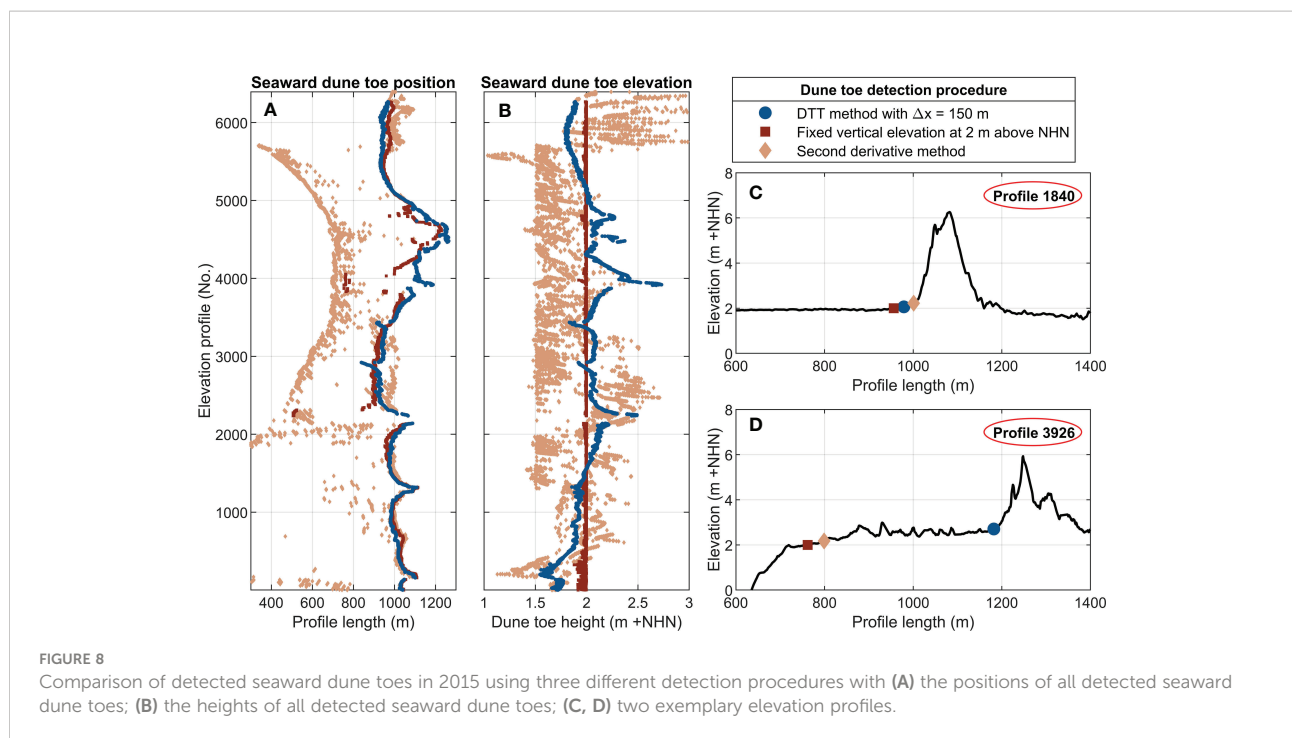 Seaward dune toe position
A
6000
5000
4000
3000
2000
1000
Elevation profile (No.)
400 600 800 1000 1200
Profile length (m)
Seaward dune toe elevation
B
1 1.5 2 2.5 3
Dune toe height (m +NHN)
Dune toe detection procedure
DTT method with Δx = 150 m
Fixed vertical elevation at 2 m above NHN
Second derivative method
C
Profile 1840
8
6
4
2
0
Elevation (m +NHN)
600 800 1000 1200 1400
Profile length (m)
D
Profile 3926
8
6
4
2
0
Elevation (m +NHN)
600 800 1000 1200 1400
Profile length (m)
FIGURE 8
Comparison of detected seaward dune toes in 2015 using three different detection procedures with (A) the positions of all detected seaward
dune toes; (B) the heights of all detected seaward dune toes; (C, D) two exemplary elevation profiles.